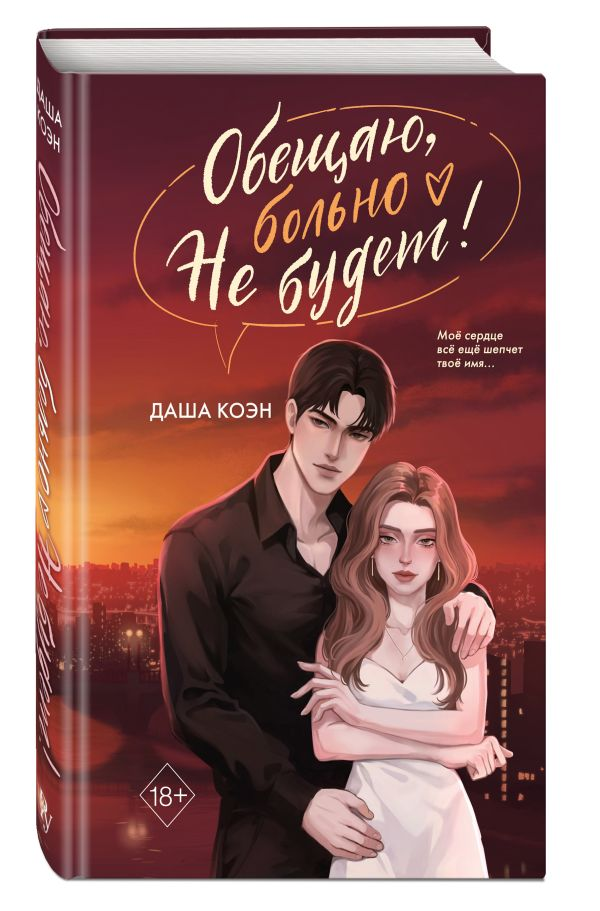 ДАША
КОЭН
Обещаю, больно Не будет!
Обещаю,
больно
Не будет!
Моё сердце
всё ещё шепчет
твоё имя...
ДАША КОЭН
18+